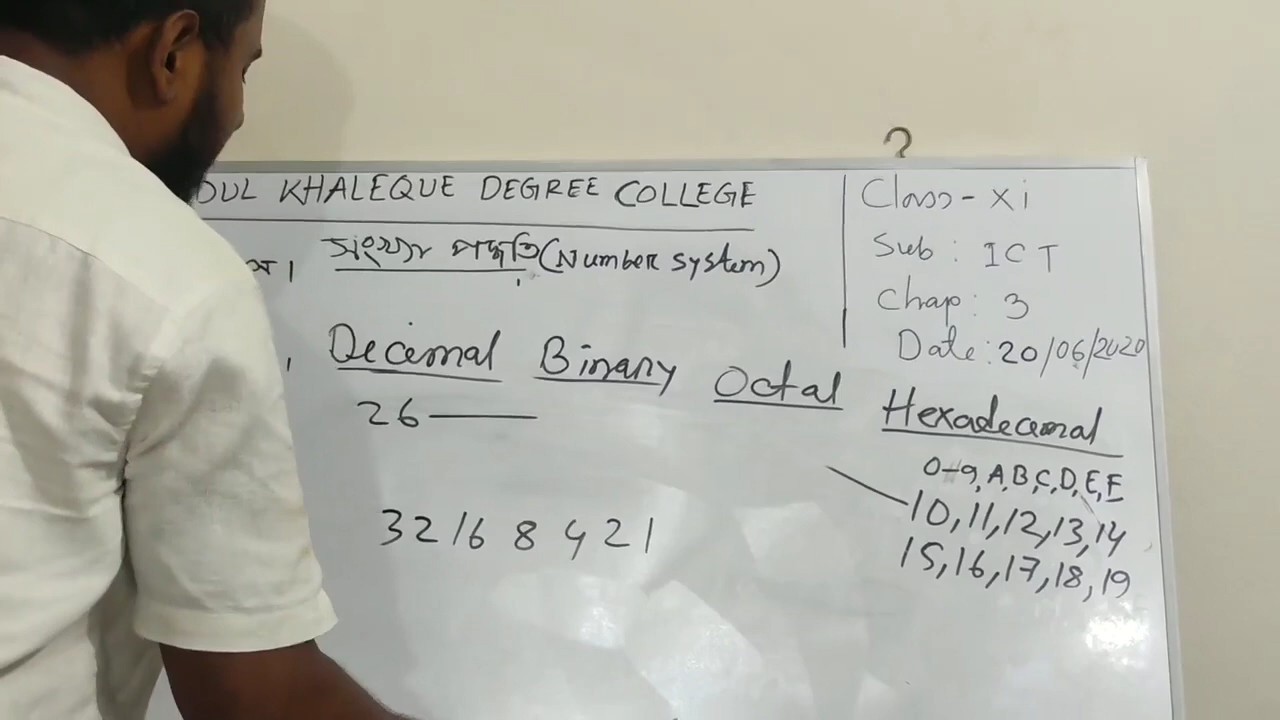 DUL KHALEQUE DEGREE COLLEGE
সংখ্যা পদ্ধতি (Number system)
Class - Xi
Sub : ICT
Chap : 3
Date : 20/06/2020
Decimal Binary Octal Hexadecimal
26
0-9, A, B, C, D, E, F
10, 11, 12, 13, 14
15, 16, 17, 18, 19
32 16 8 4 2 1